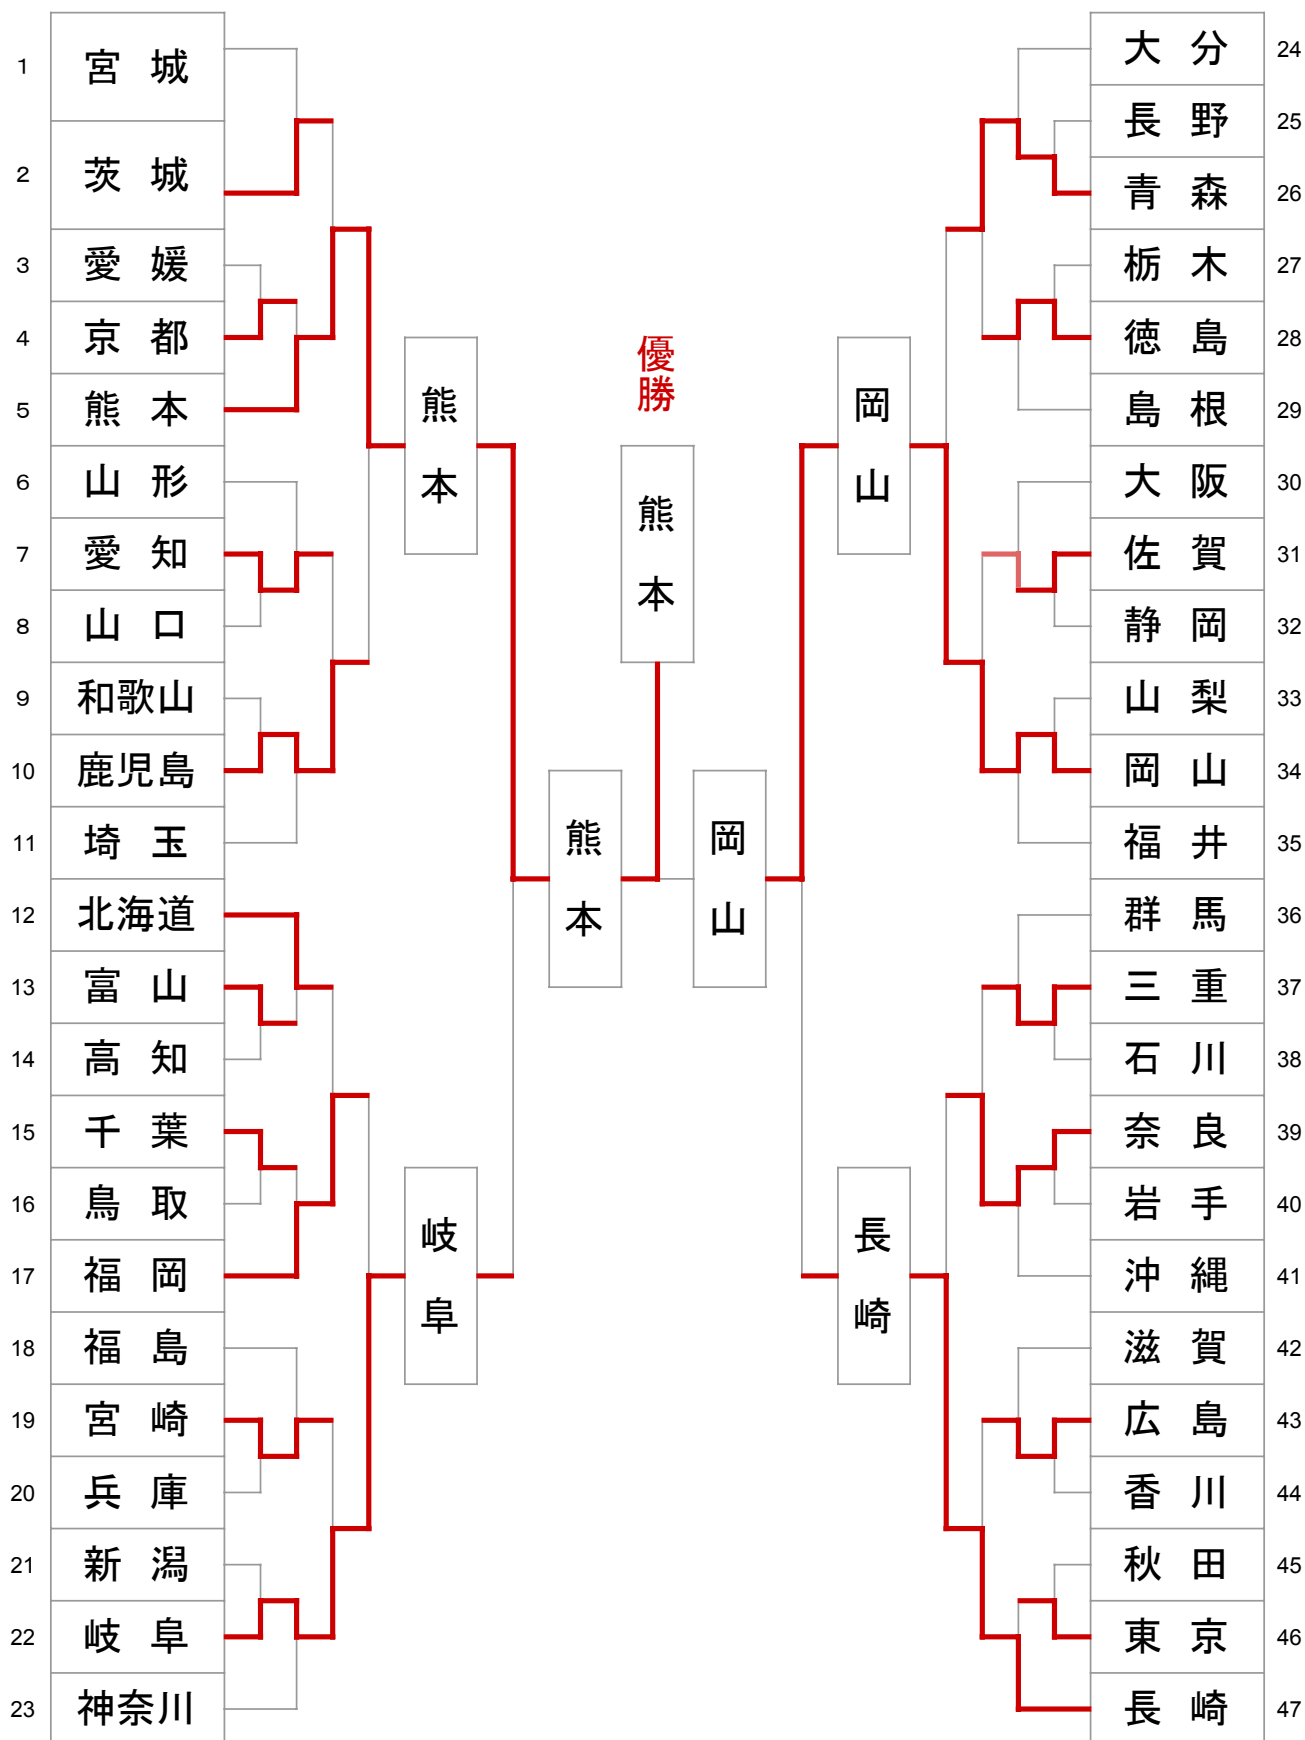 1 宮城
2 茨城
3 愛媛
4 京都
5 熊本
6 山形
7 愛知
8 山口
9 和歌山
10 鹿児島
11 埼玉
12 北海道
13 富山
14 高知
15 千葉
16 鳥取
17 福岡
18 福島
19 宮崎
20 兵庫
21 新潟
22 岐阜
23 神奈川
熊本
岐阜
優勝
熊本
熊本
岡山
岡山
長崎
大分 24
長野 25
青森 26
栃木 27
徳島 28
島根 29
大阪 30
佐賀 31
静岡 32
山梨 33
岡山 34
福井 35
群馬 36
三重 37
石川 38
奈良 39
岩手 40
沖縄 41
滋賀 42
広島 43
香川 44
秋田 45
東京 46
長崎 47